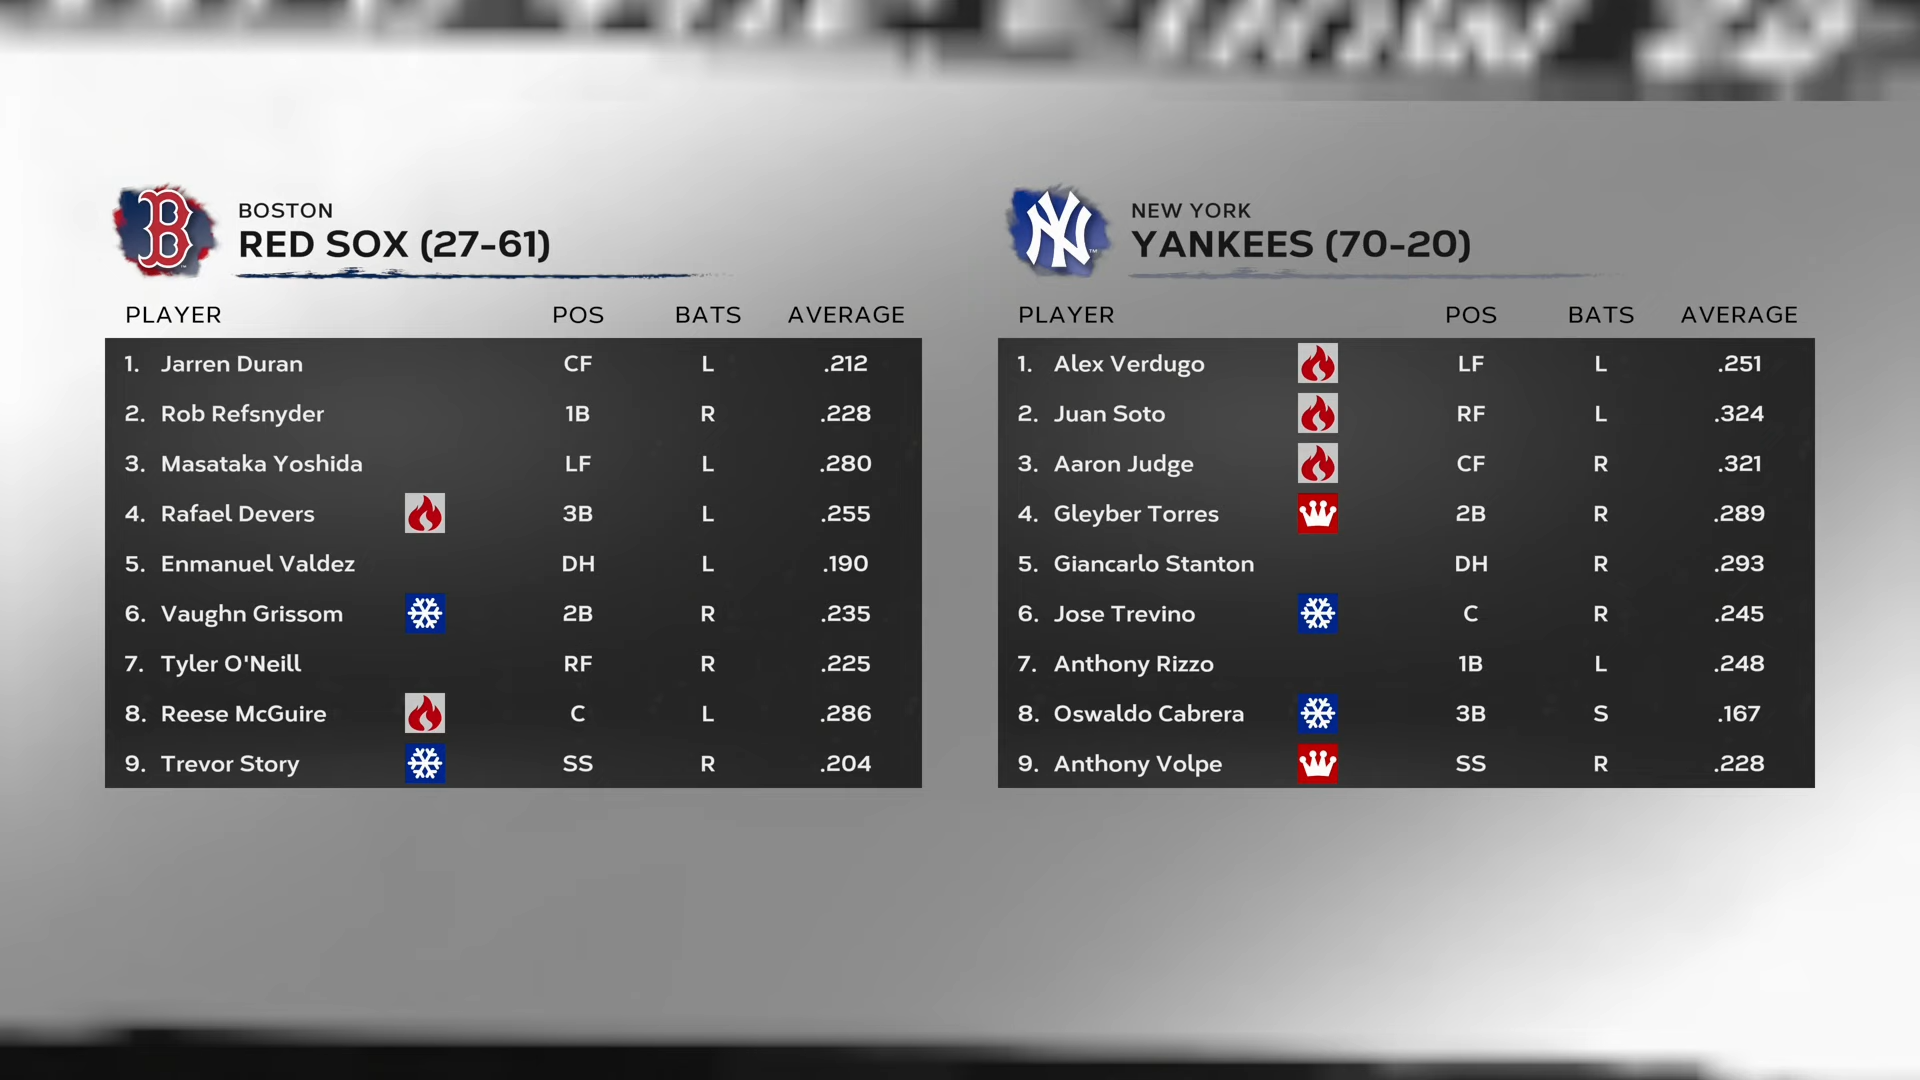 BOSTON
RED SOX (27-61)
PLAYER POS BATS AVERAGE
1. Jarren Duran CF L .212
2. Rob Refsnyder 1B R .228
3. Masataka Yoshida LF L .280
4. Rafael Devers 3B L .255
5. Enmanuel Valdez DH L .190
6. Vaughn Grissom 2B R .235
7. Tyler O'Neill RF R .225
8. Reese McGuire C L .286
9. Trevor Story SS R .204
NEW YORK
YANKEES (70-20)
PLAYER POS BATS AVERAGE
1. Alex Verdugo LF L .251
2. Juan Soto RF L .324
3. Aaron Judge CF R .321
4. Gleyber Torres 2B R .289
5. Giancarlo Stanton DH R .293
6. Jose Trevino C R .245
7. Anthony Rizzo 1B L .248
8. Oswaldo Cabrera 3B S .167
9. Anthony Volpe SS R .228